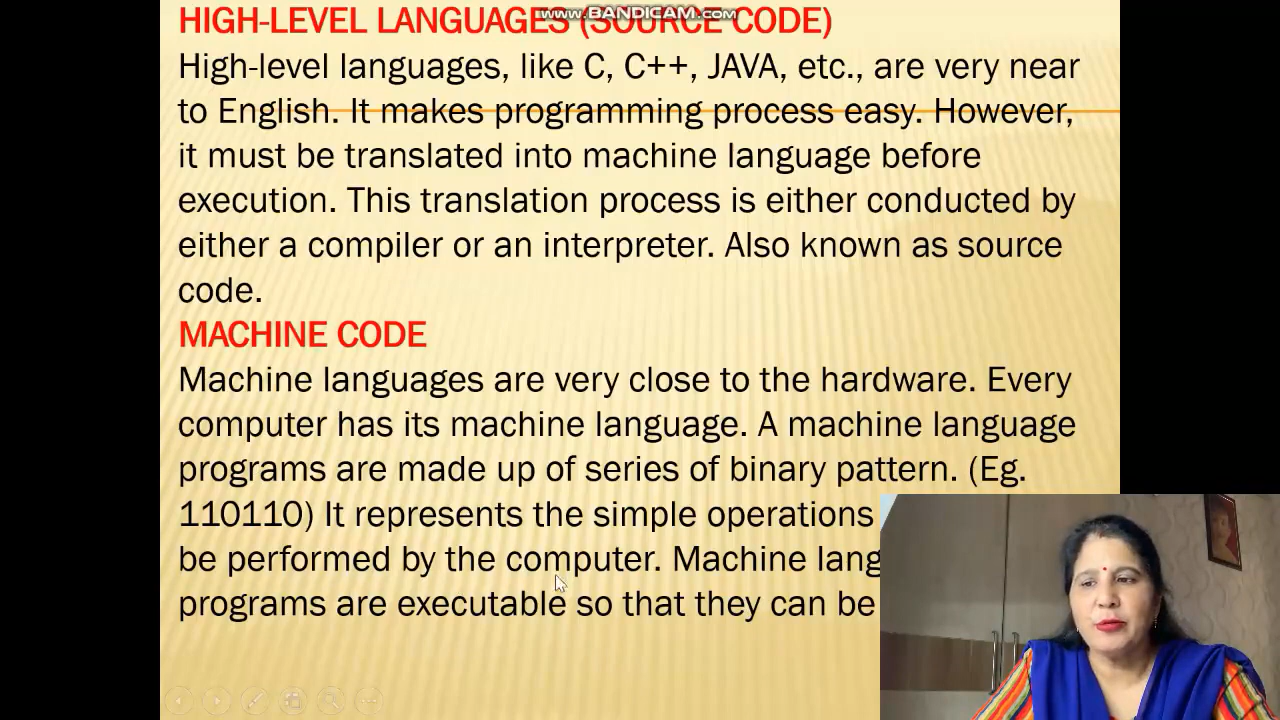 www.BANDICAM.com
HIGH-LEVEL LANGUAGES (SOURCE CODE)
High-level languages, like C, C++, JAVA, etc., are very near
to English. It makes programming process easy. However,
it must be translated into machine language before
execution. This translation process is either conducted by
either a compiler or an interpreter. Also known as source
code.
MACHINE CODE
Machine languages are very close to the hardware. Every
computer has its machine language. A machine language
programs are made up of series of binary pattern. (Eg.
110110) It represents the simple operations
be performed by the computer. Machine lang
programs are executable so that they can be